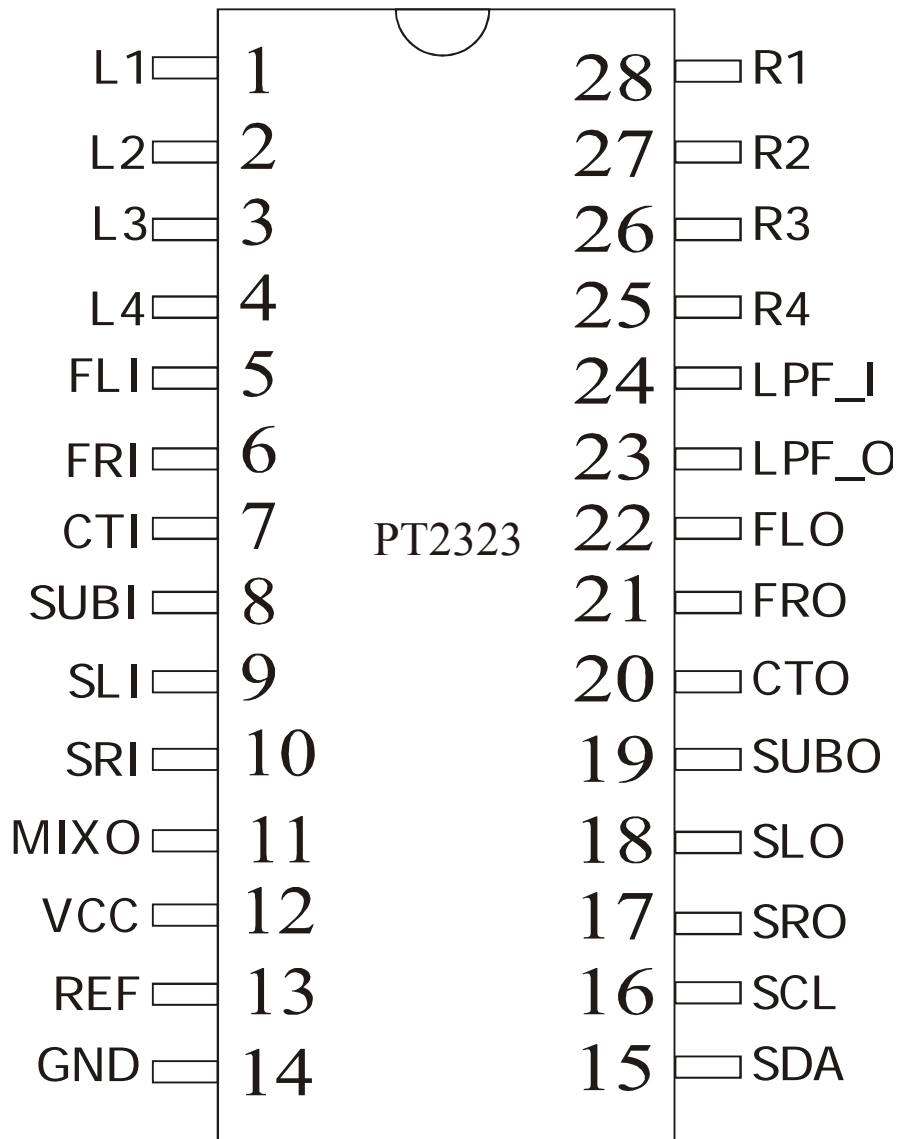 L1 1 28 R1
L2 2 27 R2
L3 3 26 R3
L4 4 25 R4
FLI 5 24 LPF_I
FRI 6 23 LPF_O
CTI 7 PT2323 22 FLO
SUBI 8 21 FRO
SLI 9 20 CTO
SRI 10 19 SUBO
MIXO 11 18 SLO
VCC 12 17 SRO
REF 13 16 SCL
GND 14 15 SDA